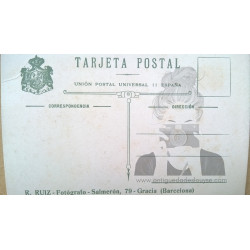 TARJETA POSTAL
UNIÓN POSTAL UNIVERSAL :: ESPAÑA
CORRESPONDENCIA
DIRECCIÓN
R. RUIZ - Fotógrafo - Salmerón, 79 - Gracia (Barcelona)